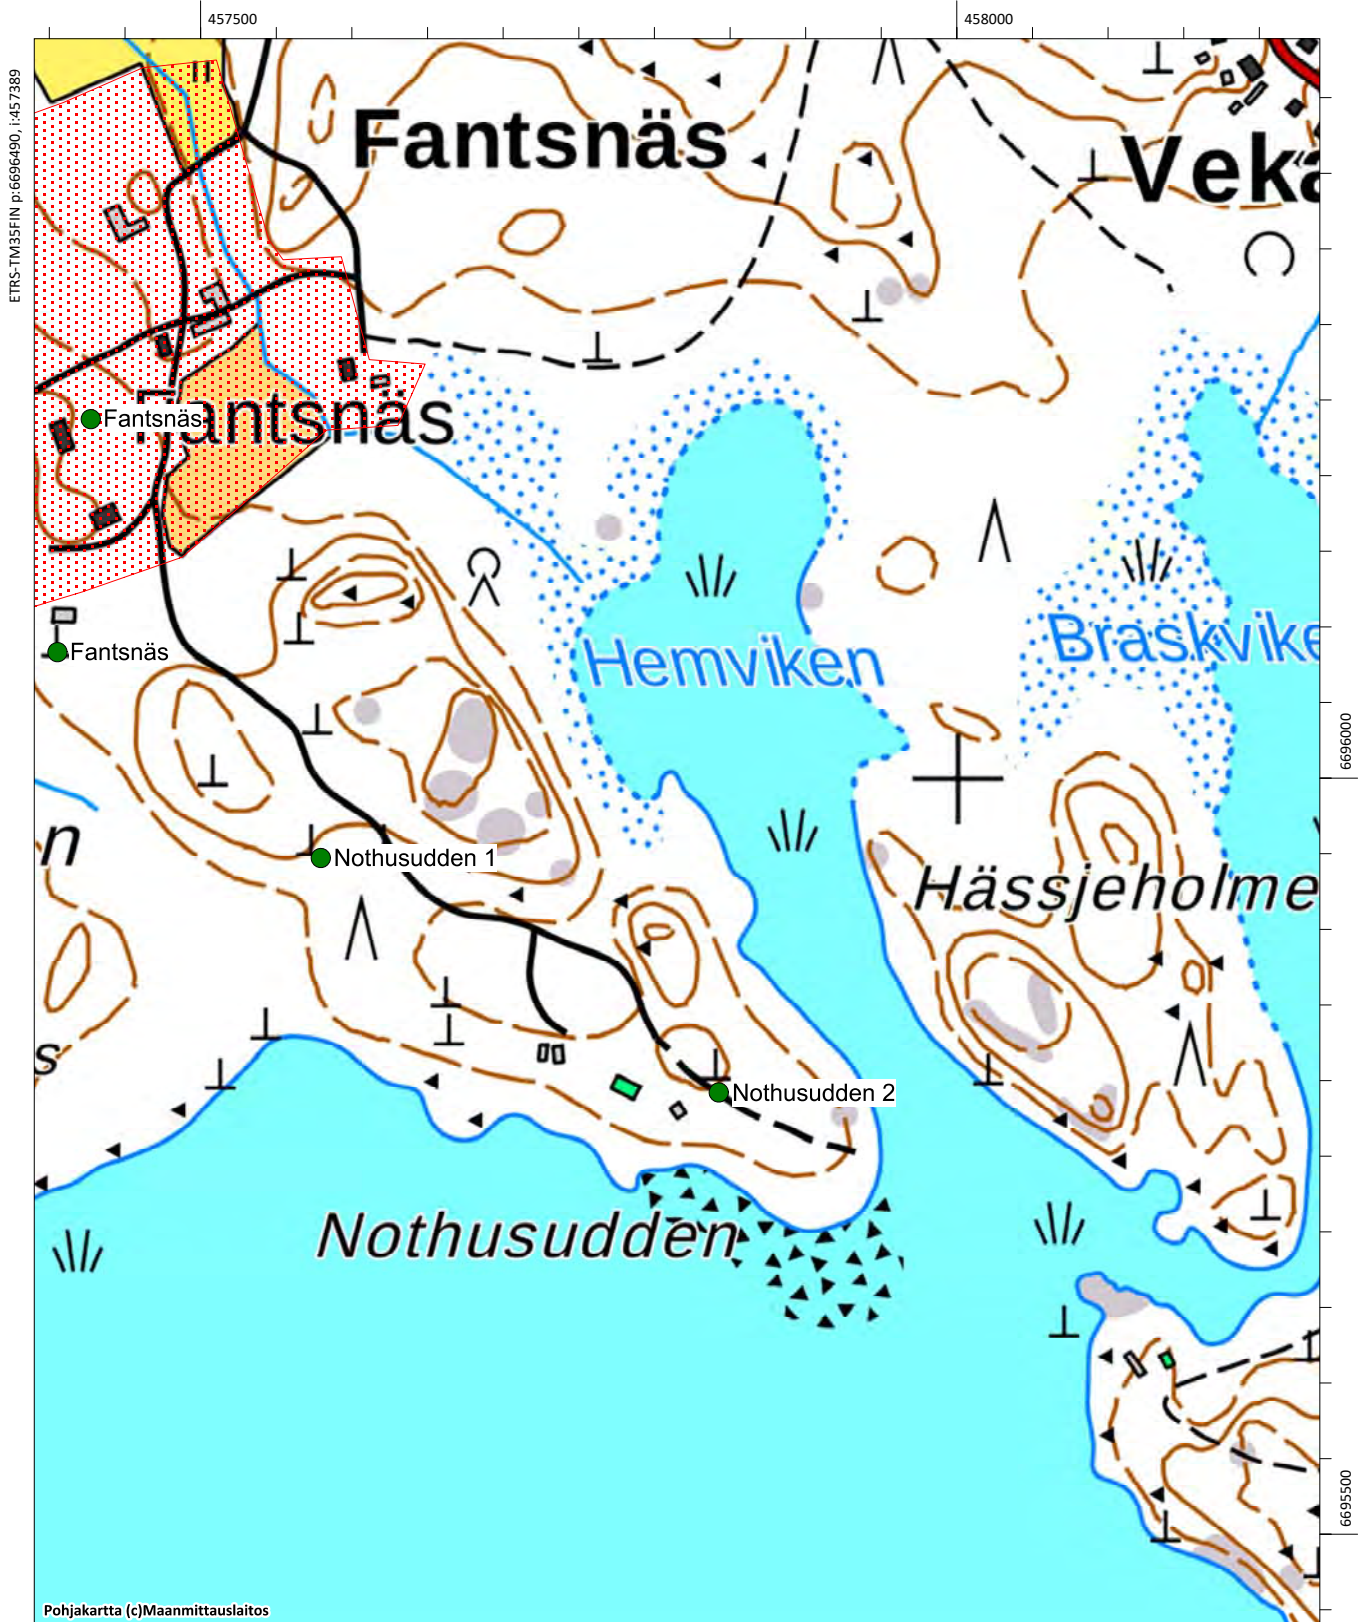 457500
458000
ETRS-TM35FIN p:6696490, i:457389
Fantsnäs
Veka
Fantsnäs
Fantsnäs
Fantsnäs
Hemviken
Braskvike
6696000
n
Nothusudden 1
Hässjeholme
s
Nothusudden 2
Nothusudden
6695500
Pohjakartta (c)Maanmittauslaitos